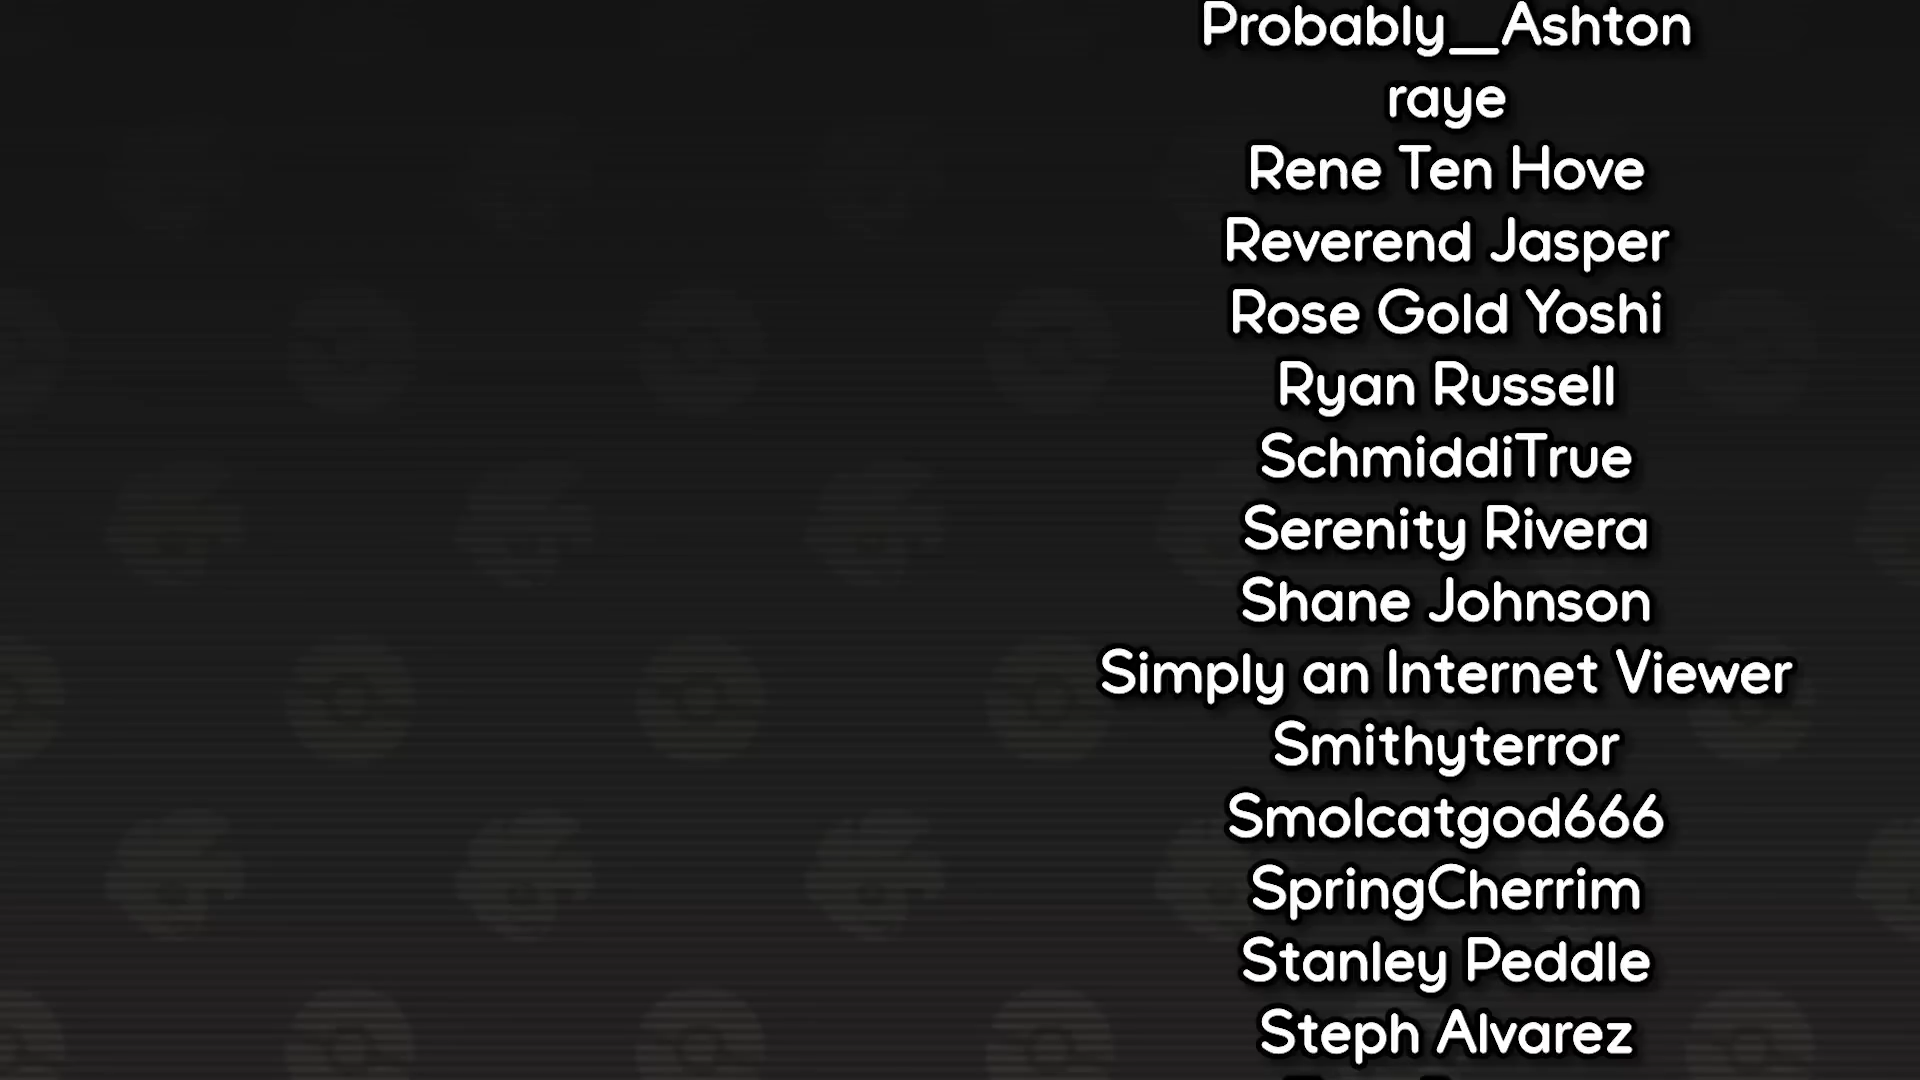 Probably_Ashton
raye
Rene Ten Hove
Reverend Jasper
Rose Gold Yoshi
Ryan Russell
SchmiddiTrue
Serenity Rivera
Shane Johnson
Simply an Internet Viewer
Smithyterror
Smolcatgod666
SpringCherrim
Stanley Peddle
Steph Alvarez